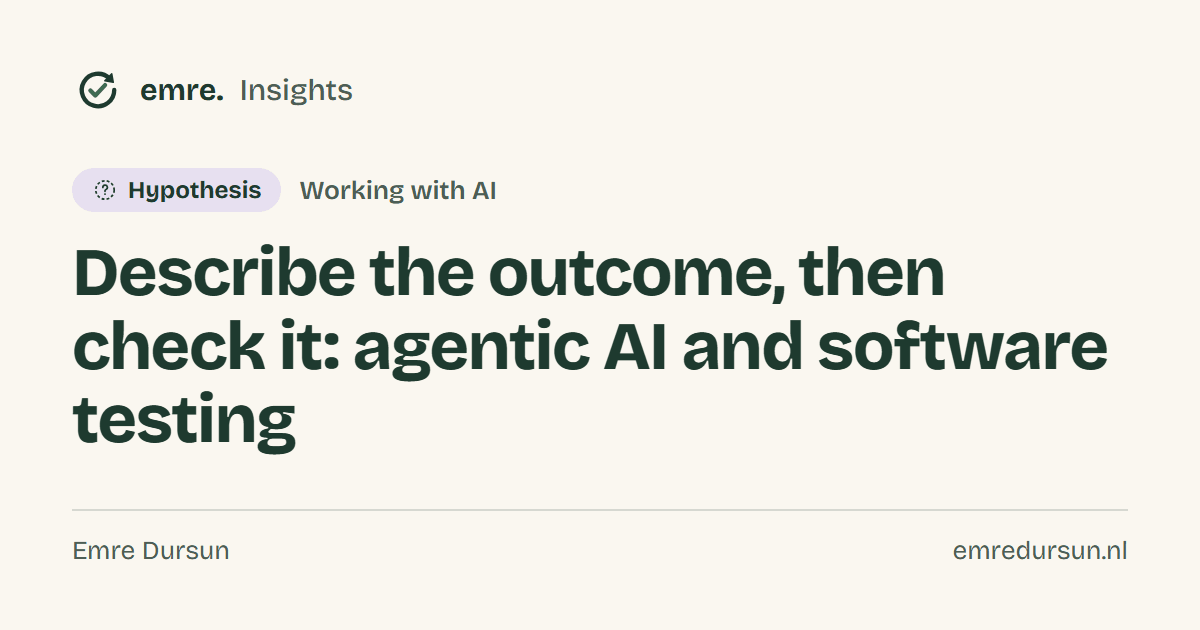 emre. Insights
Hypothesis Working with AI
Describe the outcome, then
check it: agentic AI and software
testing
Emre Dursun emredursun.nl